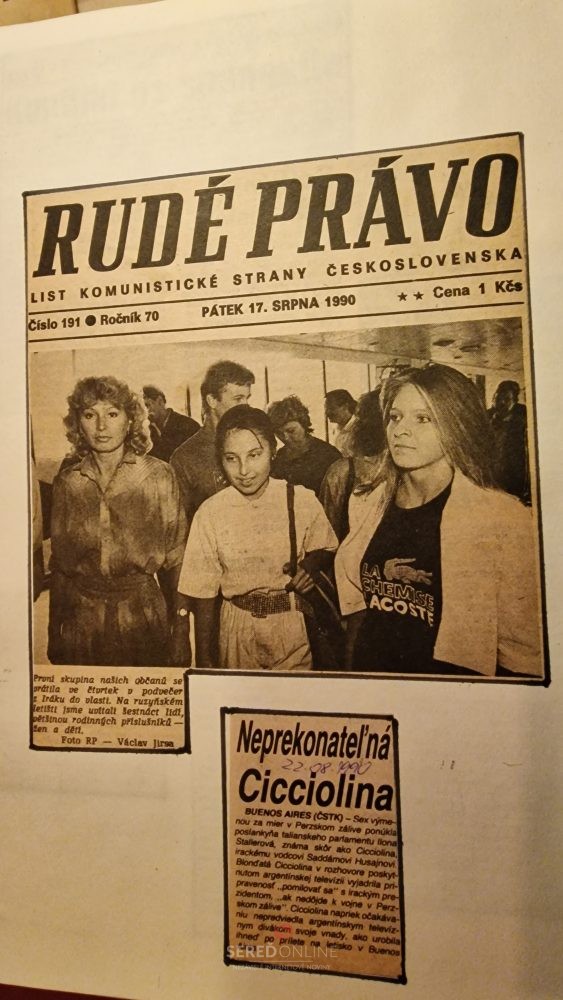 RUDÉ PRÁVO
LIST KOMUNISTICKÉ STRANY ČESKOSLOVENSKA
Číslo 191 ● Ročník 70
PÁTEK 17. SRPNA 1990
★ ★ Cena 1 Kčs
LA
CHEMSE
LACOSTE
První skupina našich občanů se
vrátila ve čtvrtek v podvečer
z Iráku do vlasti. Na ruzyňském
letišti jsme uvítali šestnáct lidí,
většinou rodinných příslušníků —
žen a dětí.
Foto RP — Václav Jirsa
Neprekonateľná
22.08.1990
Cicciolina
BUENOS AIRES (ČSTK) – Sex výme-
nou za mier v Perzskom zálive ponúkla
poslankyňa talianskeho parlamentu Ilona
Stallerová, známa skôr ako Cicciolina,
irackému vodcovi Saddámovi Husajnovi.
Blonďatá Cicciolina v rozhovore poskyt-
nutom argentínskej televízii vyjadrila pri-
pravenosť „pomilovať sa“ s irackým pre-
zidentom, „ak nedôjde k vojne v Perz-
skom zálive“. Cicciolina napriek očakáva-
niu nepredviedla argentínskym televíz-
nym divákom svoje vnady, ako urobila
ihneď po prílete na letisko v Buenos
SEREĎONLINE